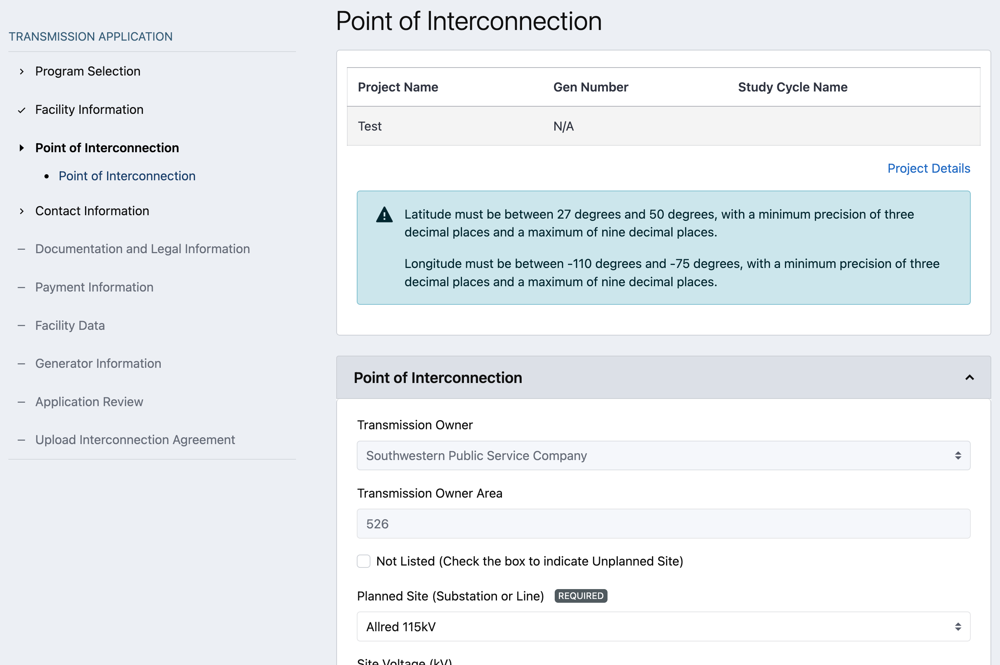 TRANSMISSION APPLICATION
Program Selection
Facility Information
Point of Interconnection
Point of Interconnection
Contact Information
Documentation and Legal Information
Payment Information
Facility Data
Generator Information
Application Review
Upload Interconnection Agreement
Point of Interconnection
Project Name Gen Number Study Cycle Name
Test N/A
Project Details
Latitude must be between 27 degrees and 50 degrees, with a minimum precision of three
decimal places and a maximum of nine decimal places.
Longitude must be between -110 degrees and -75 degrees, with a minimum precision of three
decimal places and a maximum of nine decimal places.
Point of Interconnection
Transmission Owner
Southwestern Public Service Company
Transmission Owner Area
526
Not Listed (Check the box to indicate Unplanned Site)
Planned Site (Substation or Line) REQUIRED
Allred 115kV
Site Voltage (kV)